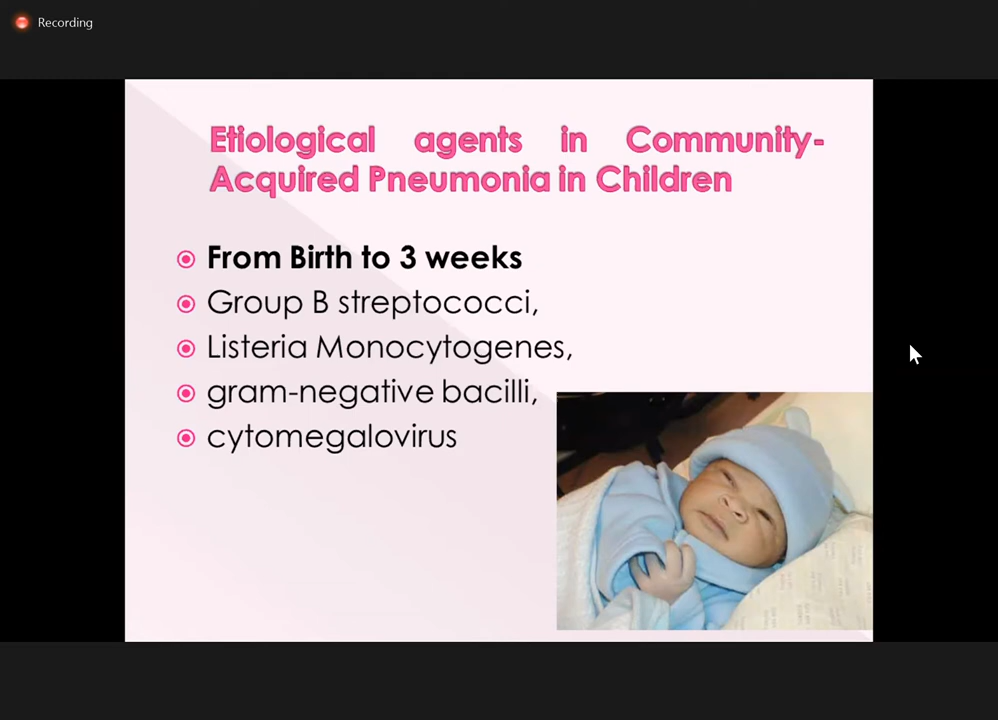 Recording
Etiological agents in Community-
Acquired Pneumonia in Children
From Birth to 3 weeks
Group B streptococci,
Listeria Monocytogenes,
gram-negative bacilli,
cytomegalovirus